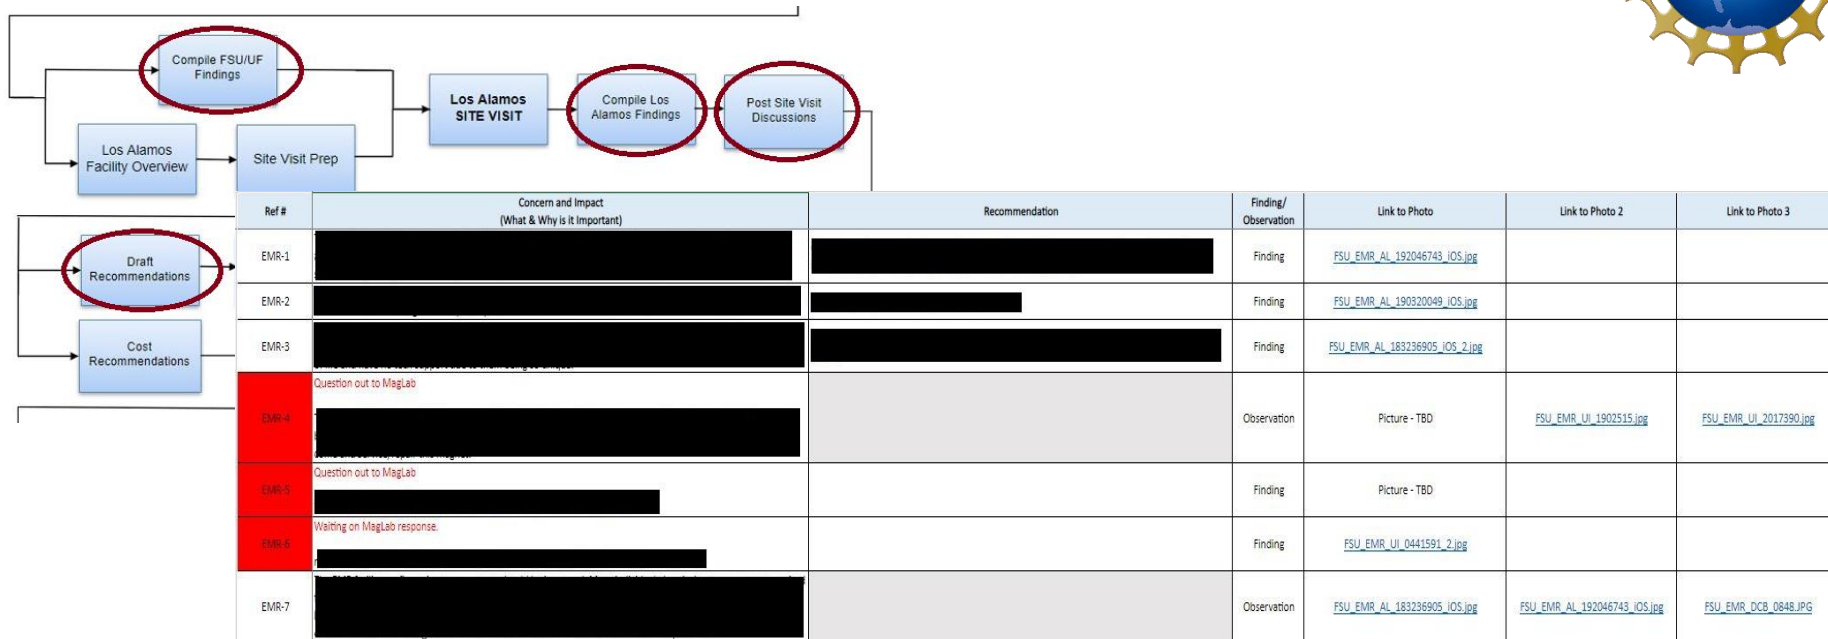 Compile FSU/UF
Findings
Los Alamos
SITE VISIT
Compile Los
Alamos Findings
Post Site Visit
Discussions
Los Alamos
Facility Overview
Site Visit Prep
Draft
Recommendations
Cost
Recommendations
Ref # Concern and Impact Recommendation Finding/ Link to Photo Link to Photo 2 Link to Photo 3
(What & Why is it Important) Observation
EMR-1 Finding FSU_EMR_AL_192046743_iOS.jpg
EMR-2 Finding FSU_EMR_AL_190320049_iOS.jpg
EMR-3 Finding FSU_EMR_AL_183236905_iOS_2.jpg
Question out to MagLab
EMR-4 Observation Picture - TBD FSU_EMR_UI_1902515.jpg FSU_EMR_UI_2017390.jpg
Question out to MagLab
EMR-5 Finding Picture - TBD
Waiting on MagLab response.
EMR-6 Finding FSU_EMR_UI_0441591_2.jpg
EMR-7 Observation FSU_EMR_AL_183236905_iOS.jpg FSU_EMR_AL_192046743_iOS.jpg FSU_EMR_DCB_0848.JPG